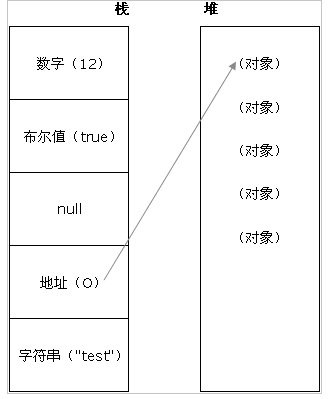 栈
堆
数字（12）
布尔值（true）
null
地址（O）
字符串（"test"）
（对象）
（对象）
（对象）
（对象）
（对象）